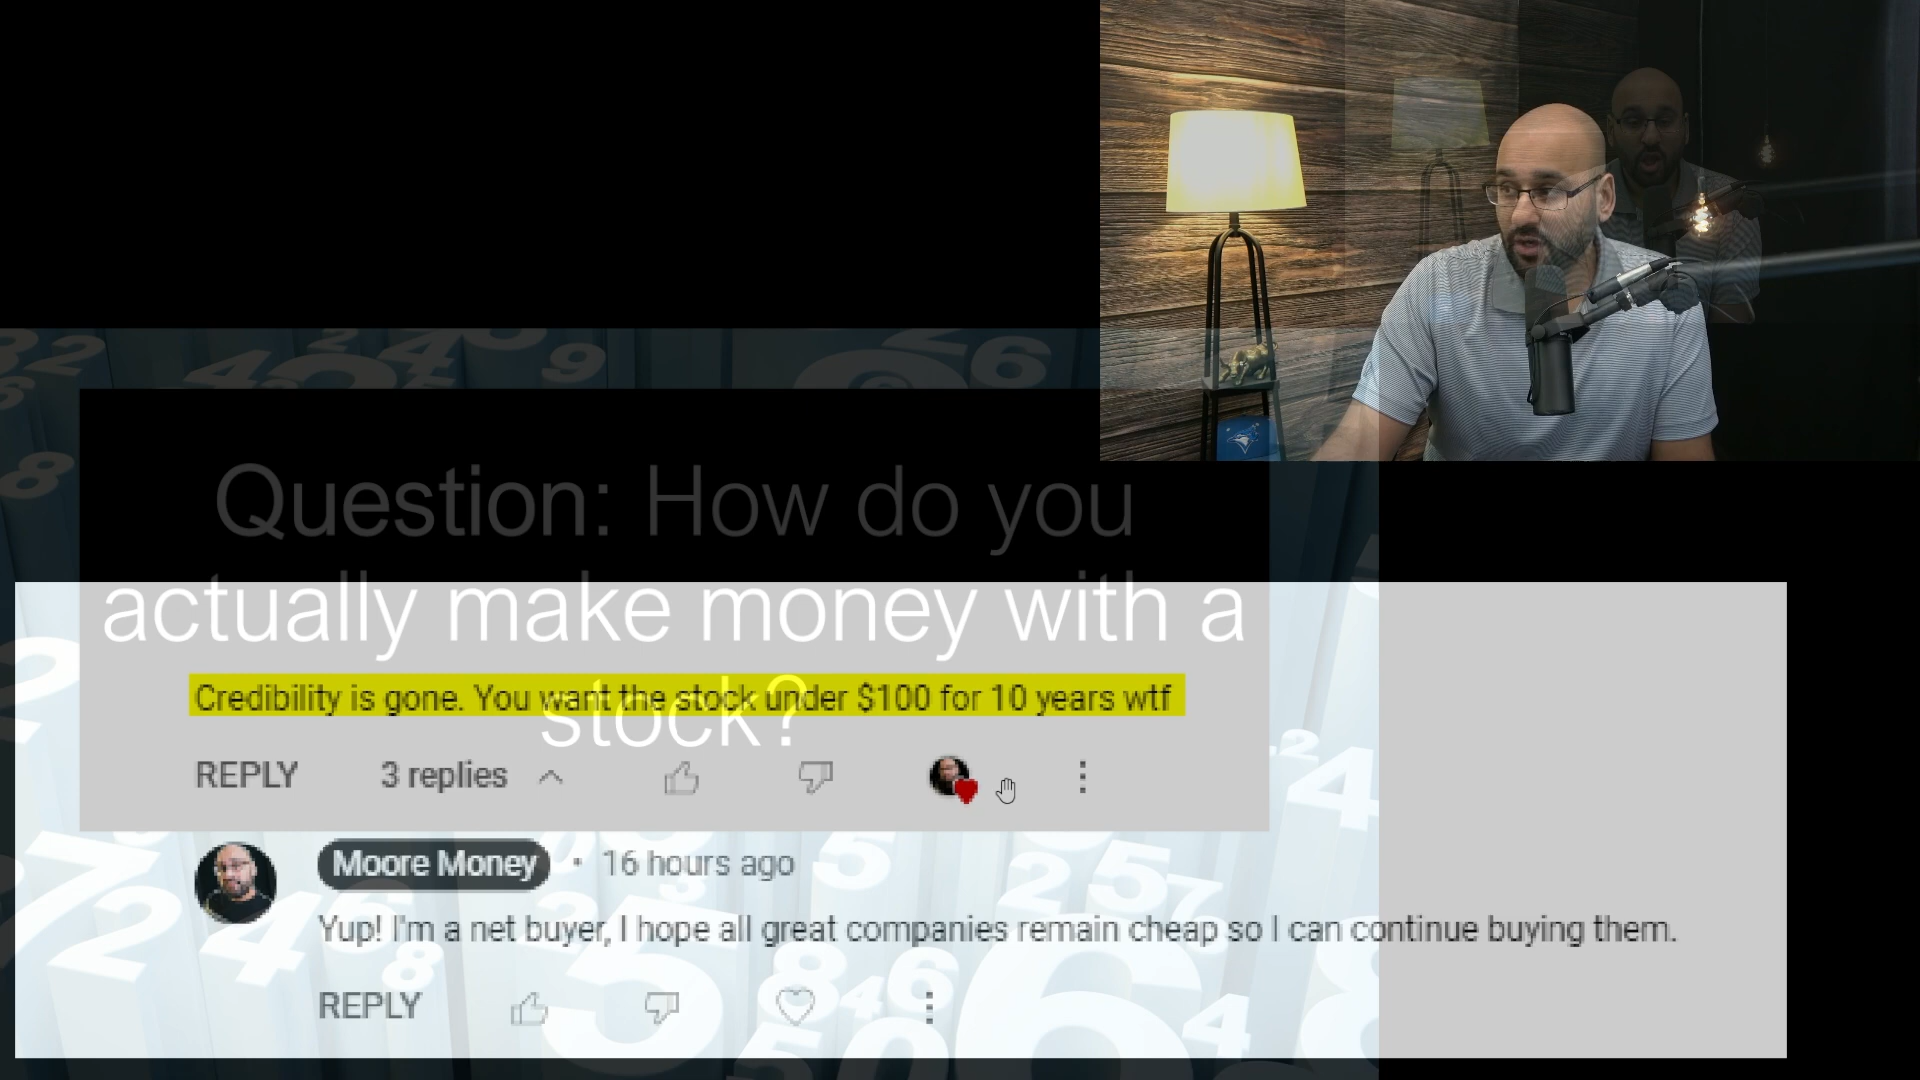 Question: How do you
actually make money with a
stock?
Credibility is gone. You want the stock under $100 for 10 years wtf
REPLY 3 replies
Moore Money · 16 hours ago
Yup! I'm a net buyer, I hope all great companies remain cheap so I can continue buying them.
REPLY